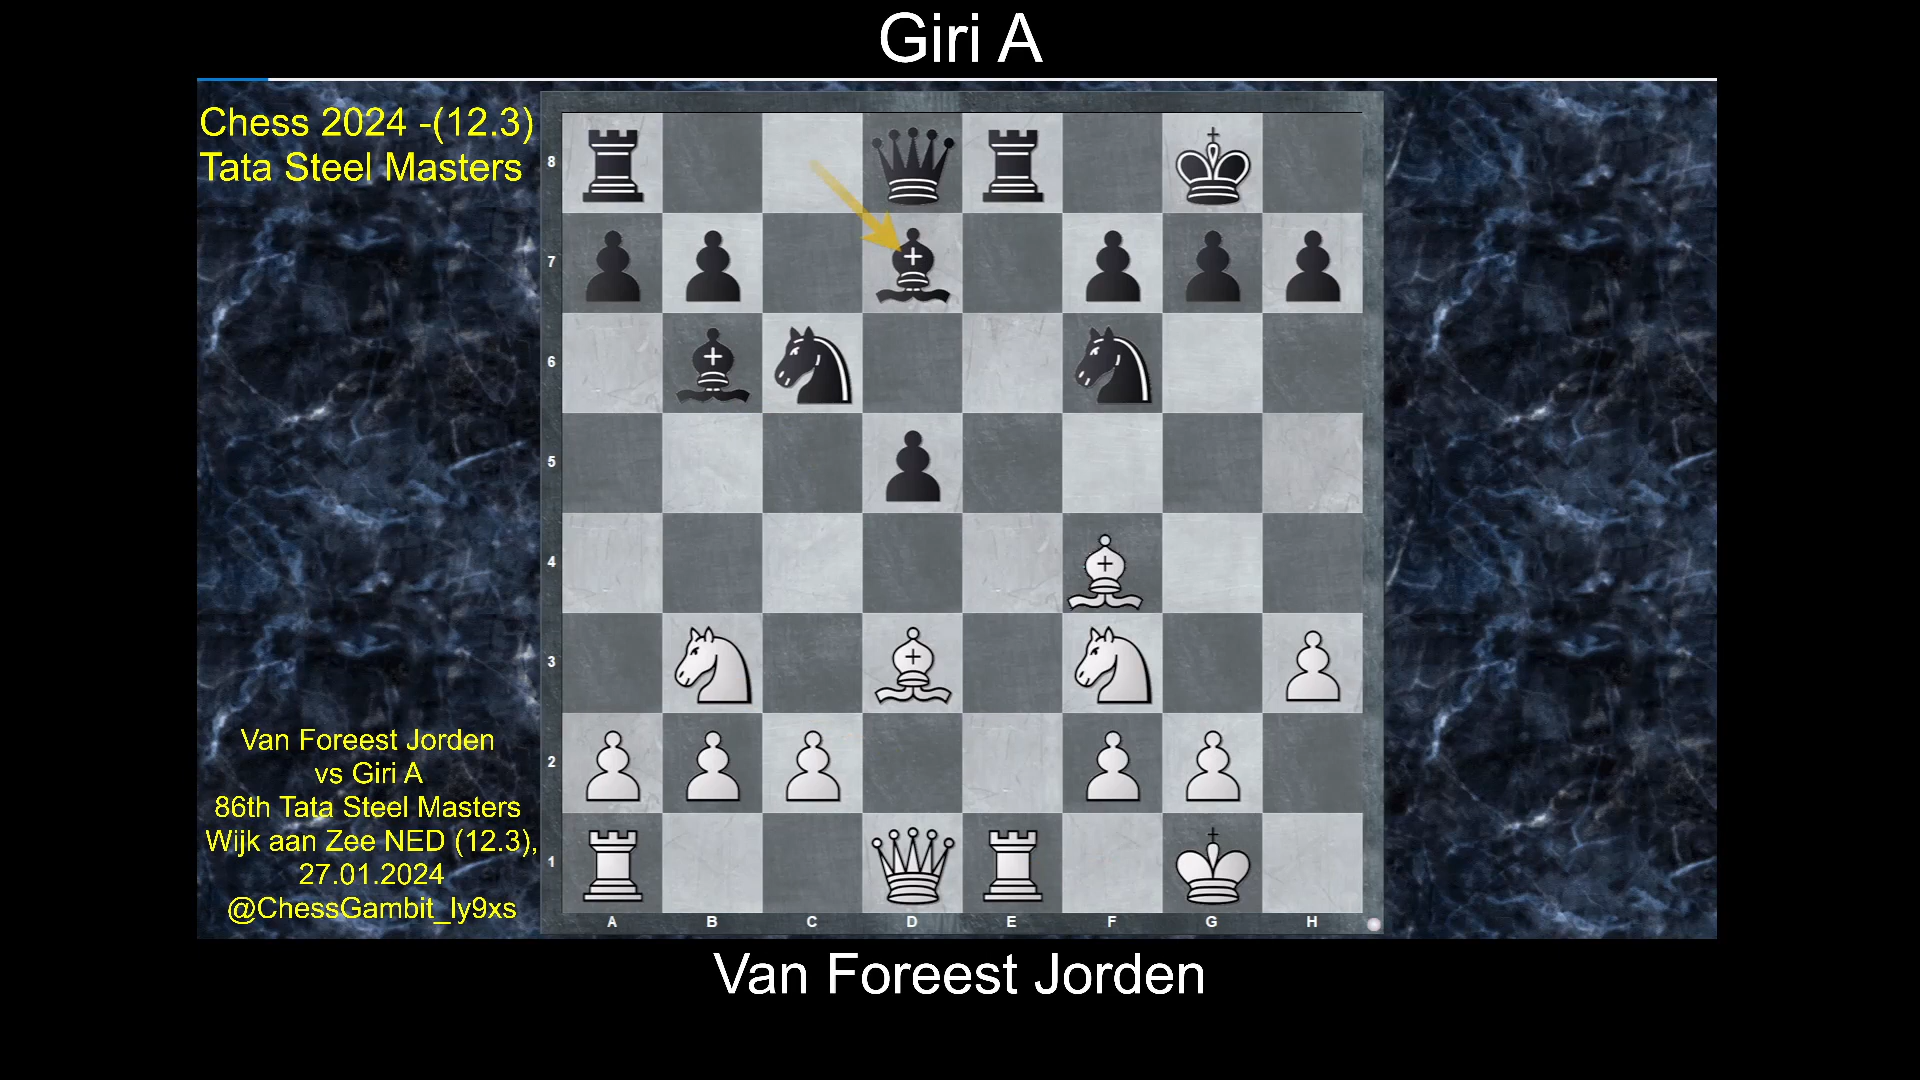 Giri A
Chess 2024 -(12.3)
Tata Steel Masters
8
7
6
5
4
3
2
1
A B C D E F G H
Van Foreest Jorden
vs Giri A
86th Tata Steel Masters
Wijk aan Zee NED (12.3),
27.01.2024
@ChessGambit_ly9xs
Van Foreest Jorden